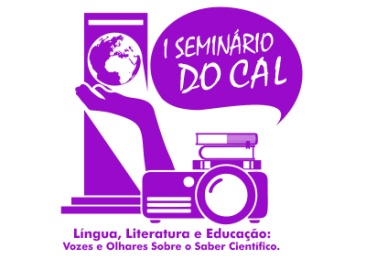 I SEMINÁRIO
DO CAL
Língua, Literatura e Educação:
Vozes e Olhares Sobre o Saber Científico.